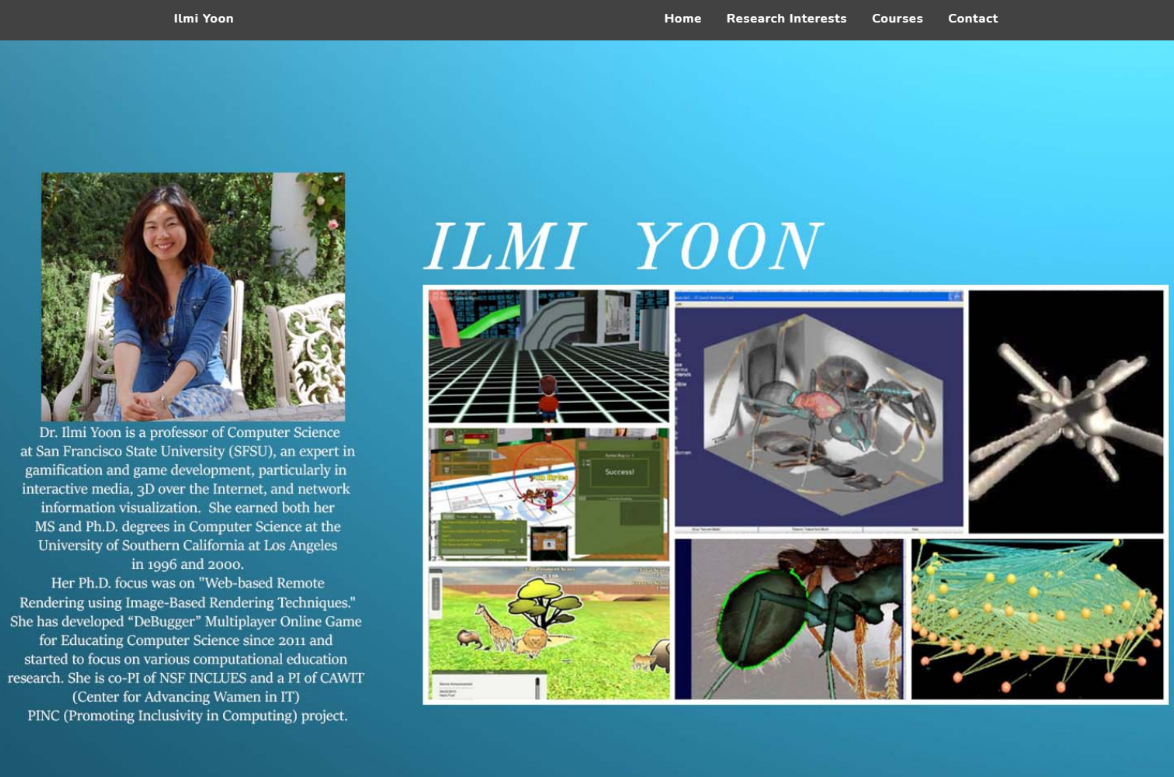 Ilmi Yoon
Home Research Interests Courses Contact
Dr. Ilmi Yoon is a professor of Computer Science
at San Francisco State University (SFSU), an expert in
gamification and game development, particularly in
interactive media, 3D over the Internet, and network
information visualization. She earned both her
MS and Ph.D. degrees in Computer Science at the
University of Southern California at Los Angeles
in 1996 and 2000.
Her Ph.D. focus was on "Web-based Remote
Rendering using Image-Based Rendering Techniques."
She has developed “DeBugger” Multiplayer Online Game
for Educating Computer Science since 2011 and
started to focus on various computational education
research. She is co-PI of NSF INCLUES and a PI of CAWIT
(Center for Advancing Wamen in IT)
PINC (Promoting Inclusivity in Computing) project.
ILMI YOON
Success!